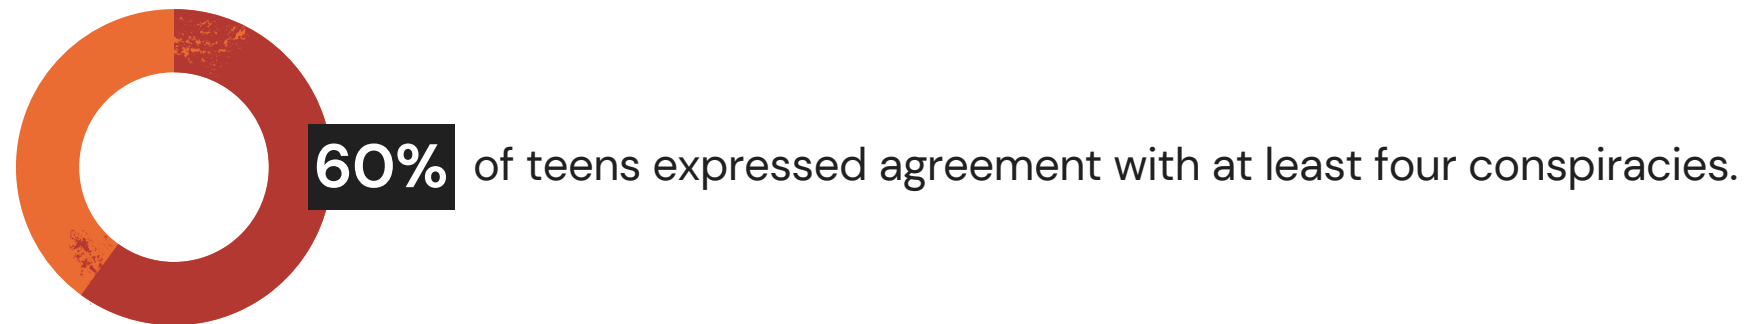 60% of teens expressed agreement with at least four conspiracies.